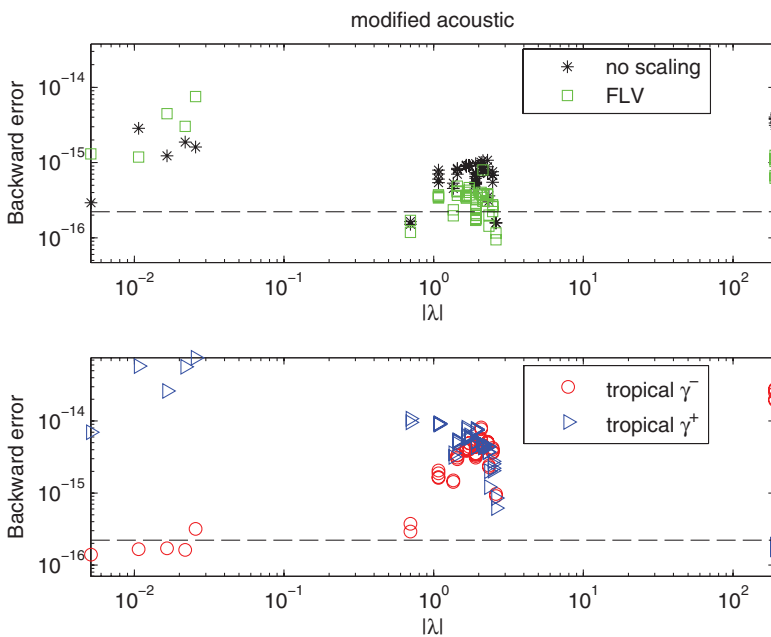 modified acoustic
Backward error
10^-14
10^-15
10^-16
no scaling
FLV
10^-2
10^-1
10^0
10^1
10^2
|λ|
Backward error
10^-14
10^-15
10^-16
tropical γ^-
tropical γ^+
10^-2
10^-1
10^0
10^1
10^2
|λ|